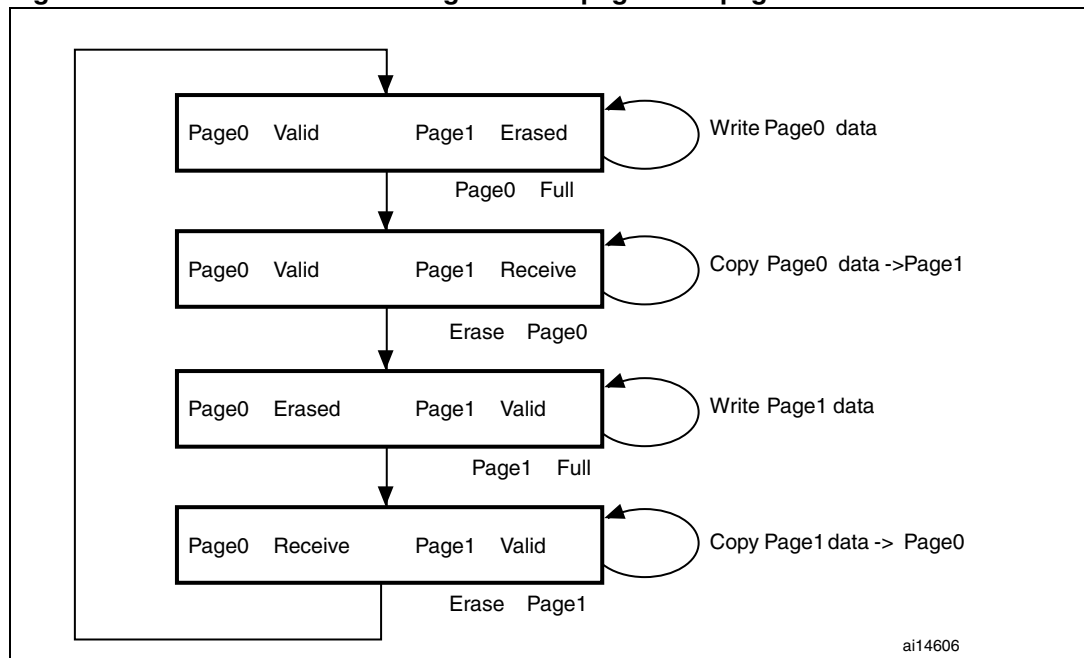 Page0 Valid Page1 Erased
Write Page0 data
Page0 Full
Page0 Valid Page1 Receive
Copy Page0 data ->Page1
Erase Page0
Page0 Erased Page1 Valid
Write Page1 data
Page1 Full
Page0 Receive Page1 Valid
Copy Page1 data -> Page0
Erase Page1
ai14606